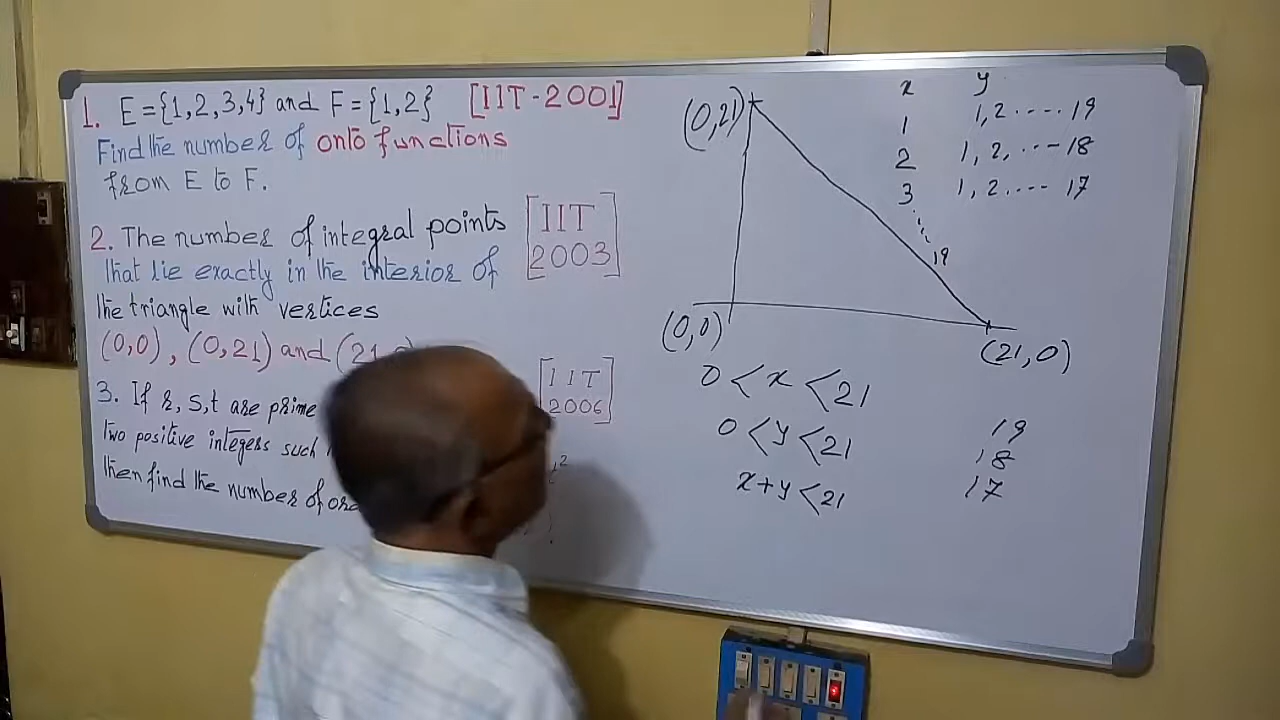 1. E = {1,2,3,4} and F = {1,2} [IIT-2001]
Find the number of onto functions
from E to F.
2. The number of integral points [IIT 2003]
that lie exactly in the interior of
the triangle with vertices
(0,0), (0,21) and (21,
3. If r, s, t are prime [IIT 2006]
two positive integers such
then find the number of
t²
(0,21)
(0,0)
(21,0)
x y
1 1,2.....19
2 1,2,...18
3 1,2....17
19
0 < x < 21
0 < y < 21
x+y < 21
19
18
17